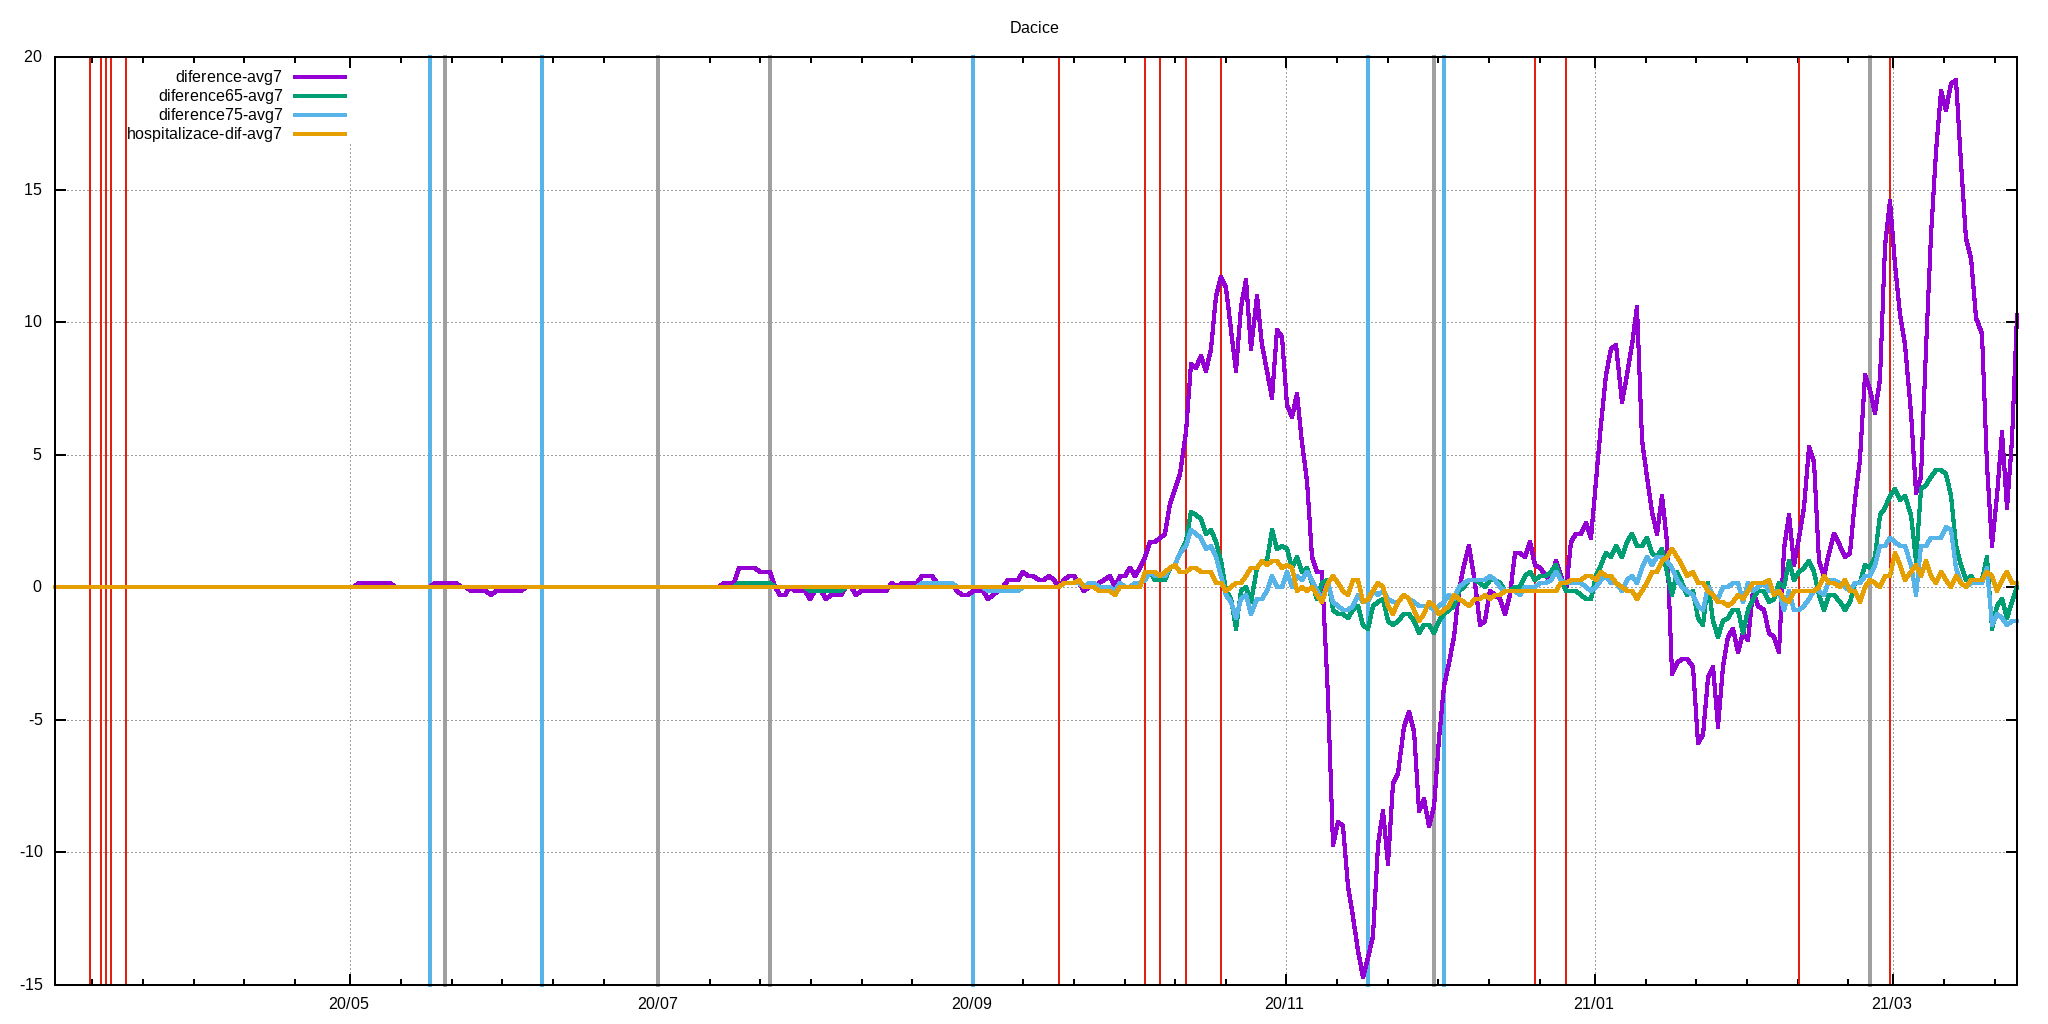 Dacice
20
diference-avg7
diference65-avg7
diference75-avg7
hospitalizace-dif-avg7
15
10
5
0
-5
-10
-15
20/05 20/07 20/09 20/11 21/01 21/03